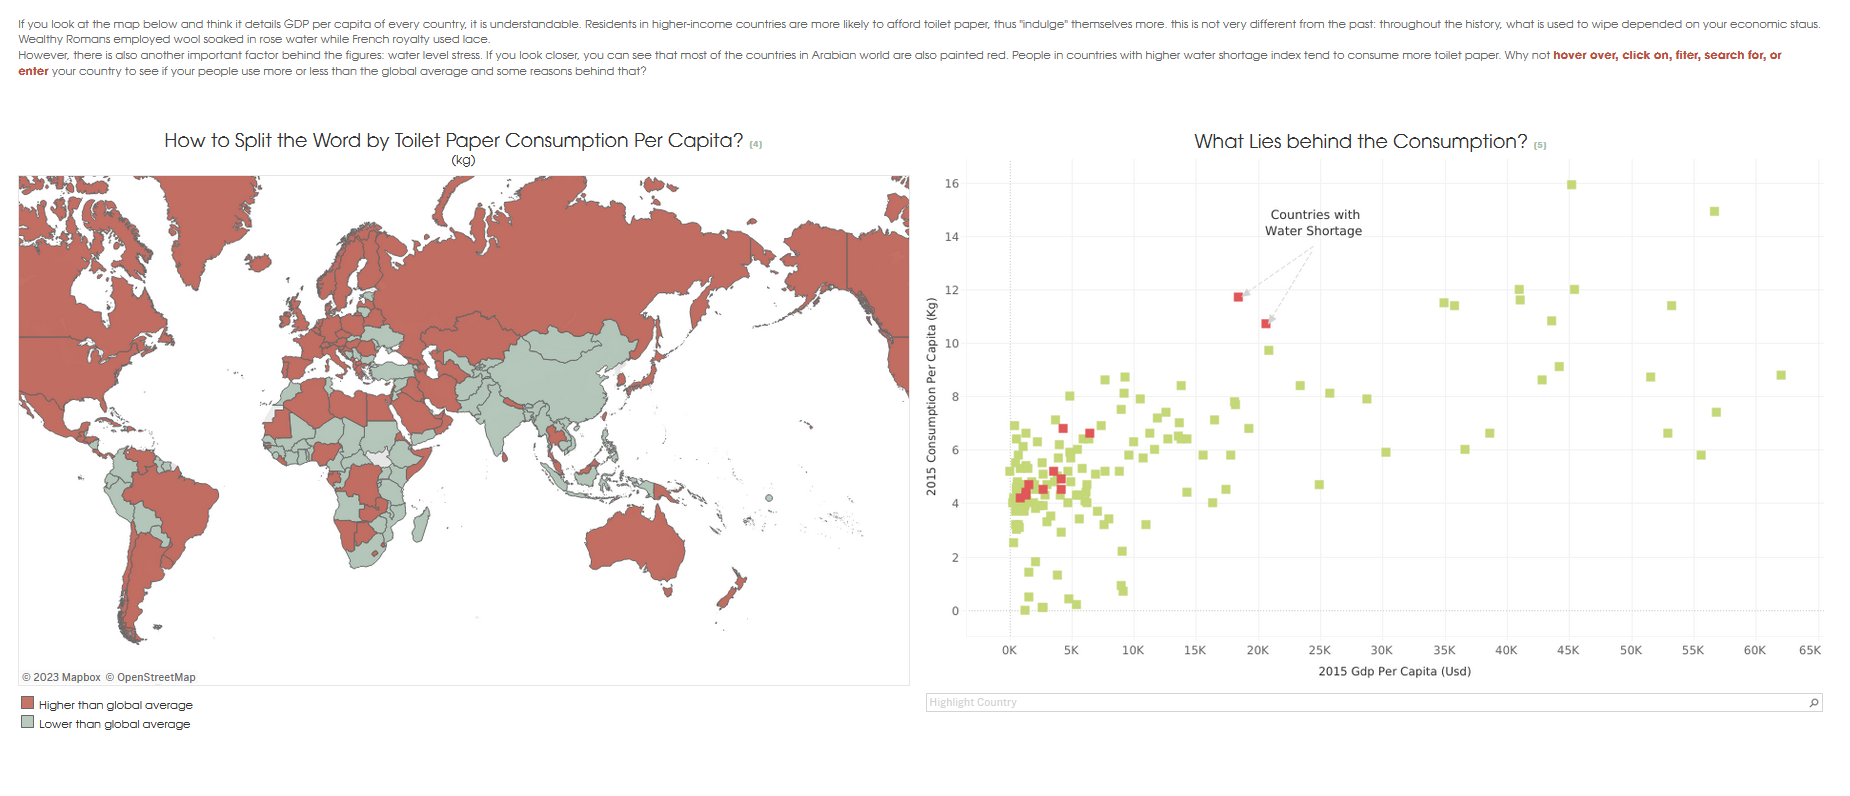 If you look at the map below and think it details GDP per capita of every country, it is understandable. Residents in higher-income countries are more likely to afford toilet paper, thus "indulge" themselves more. this is not very different from the past: throughout the history, what is used to wipe depended on your economic staus.
Wealthy Romans employed wool soaked in rose water while French royalty used lace.
However, there is also another important factor behind the figures: water level stress. If you look closer, you can see that most of the countries in Arabian world are also painted red. People in countries with higher water shortage index tend to consume more toilet paper. Why not hover over, click on, filer, search for, or
enter your country to see if your people use more or less than the global average and some reasons behind that?
How to Split the Word by Toilet Paper Consumption Per Capita? (4)
(kg)
© 2023 Mapbox © OpenStreetMap
Higher than global average
Lower than global average
What Lies behind the Consumption? (5)
2015 Consumption Per Capita (Kg)
16
14
12
10
8
6
4
2
0
Countries with
Water Shortage
0K 5K 10K 15K 20K 25K 30K 35K 40K 45K 50K 55K 60K 65K
2015 Gdp Per Capita (Usd)
Highlight Country